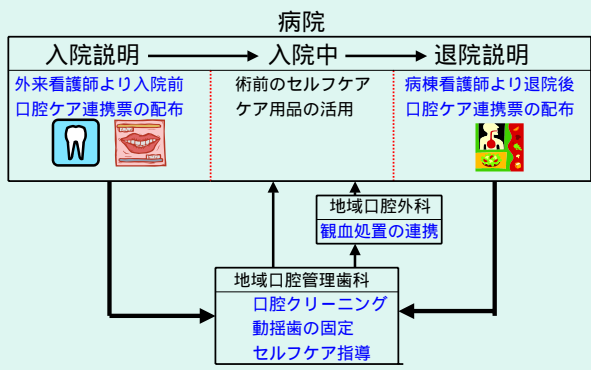 病院
入院説明
入院中
退院説明
外来看護師より入院前
口腔ケア連携票の配布
術前のセルフケア
ケア用品の活用
病棟看護師より退院後
口腔ケア連携票の配布
地域口腔外科
観血処置の連携
地域口腔管理歯科
口腔クリーニング
動揺歯の固定
セルフケア指導